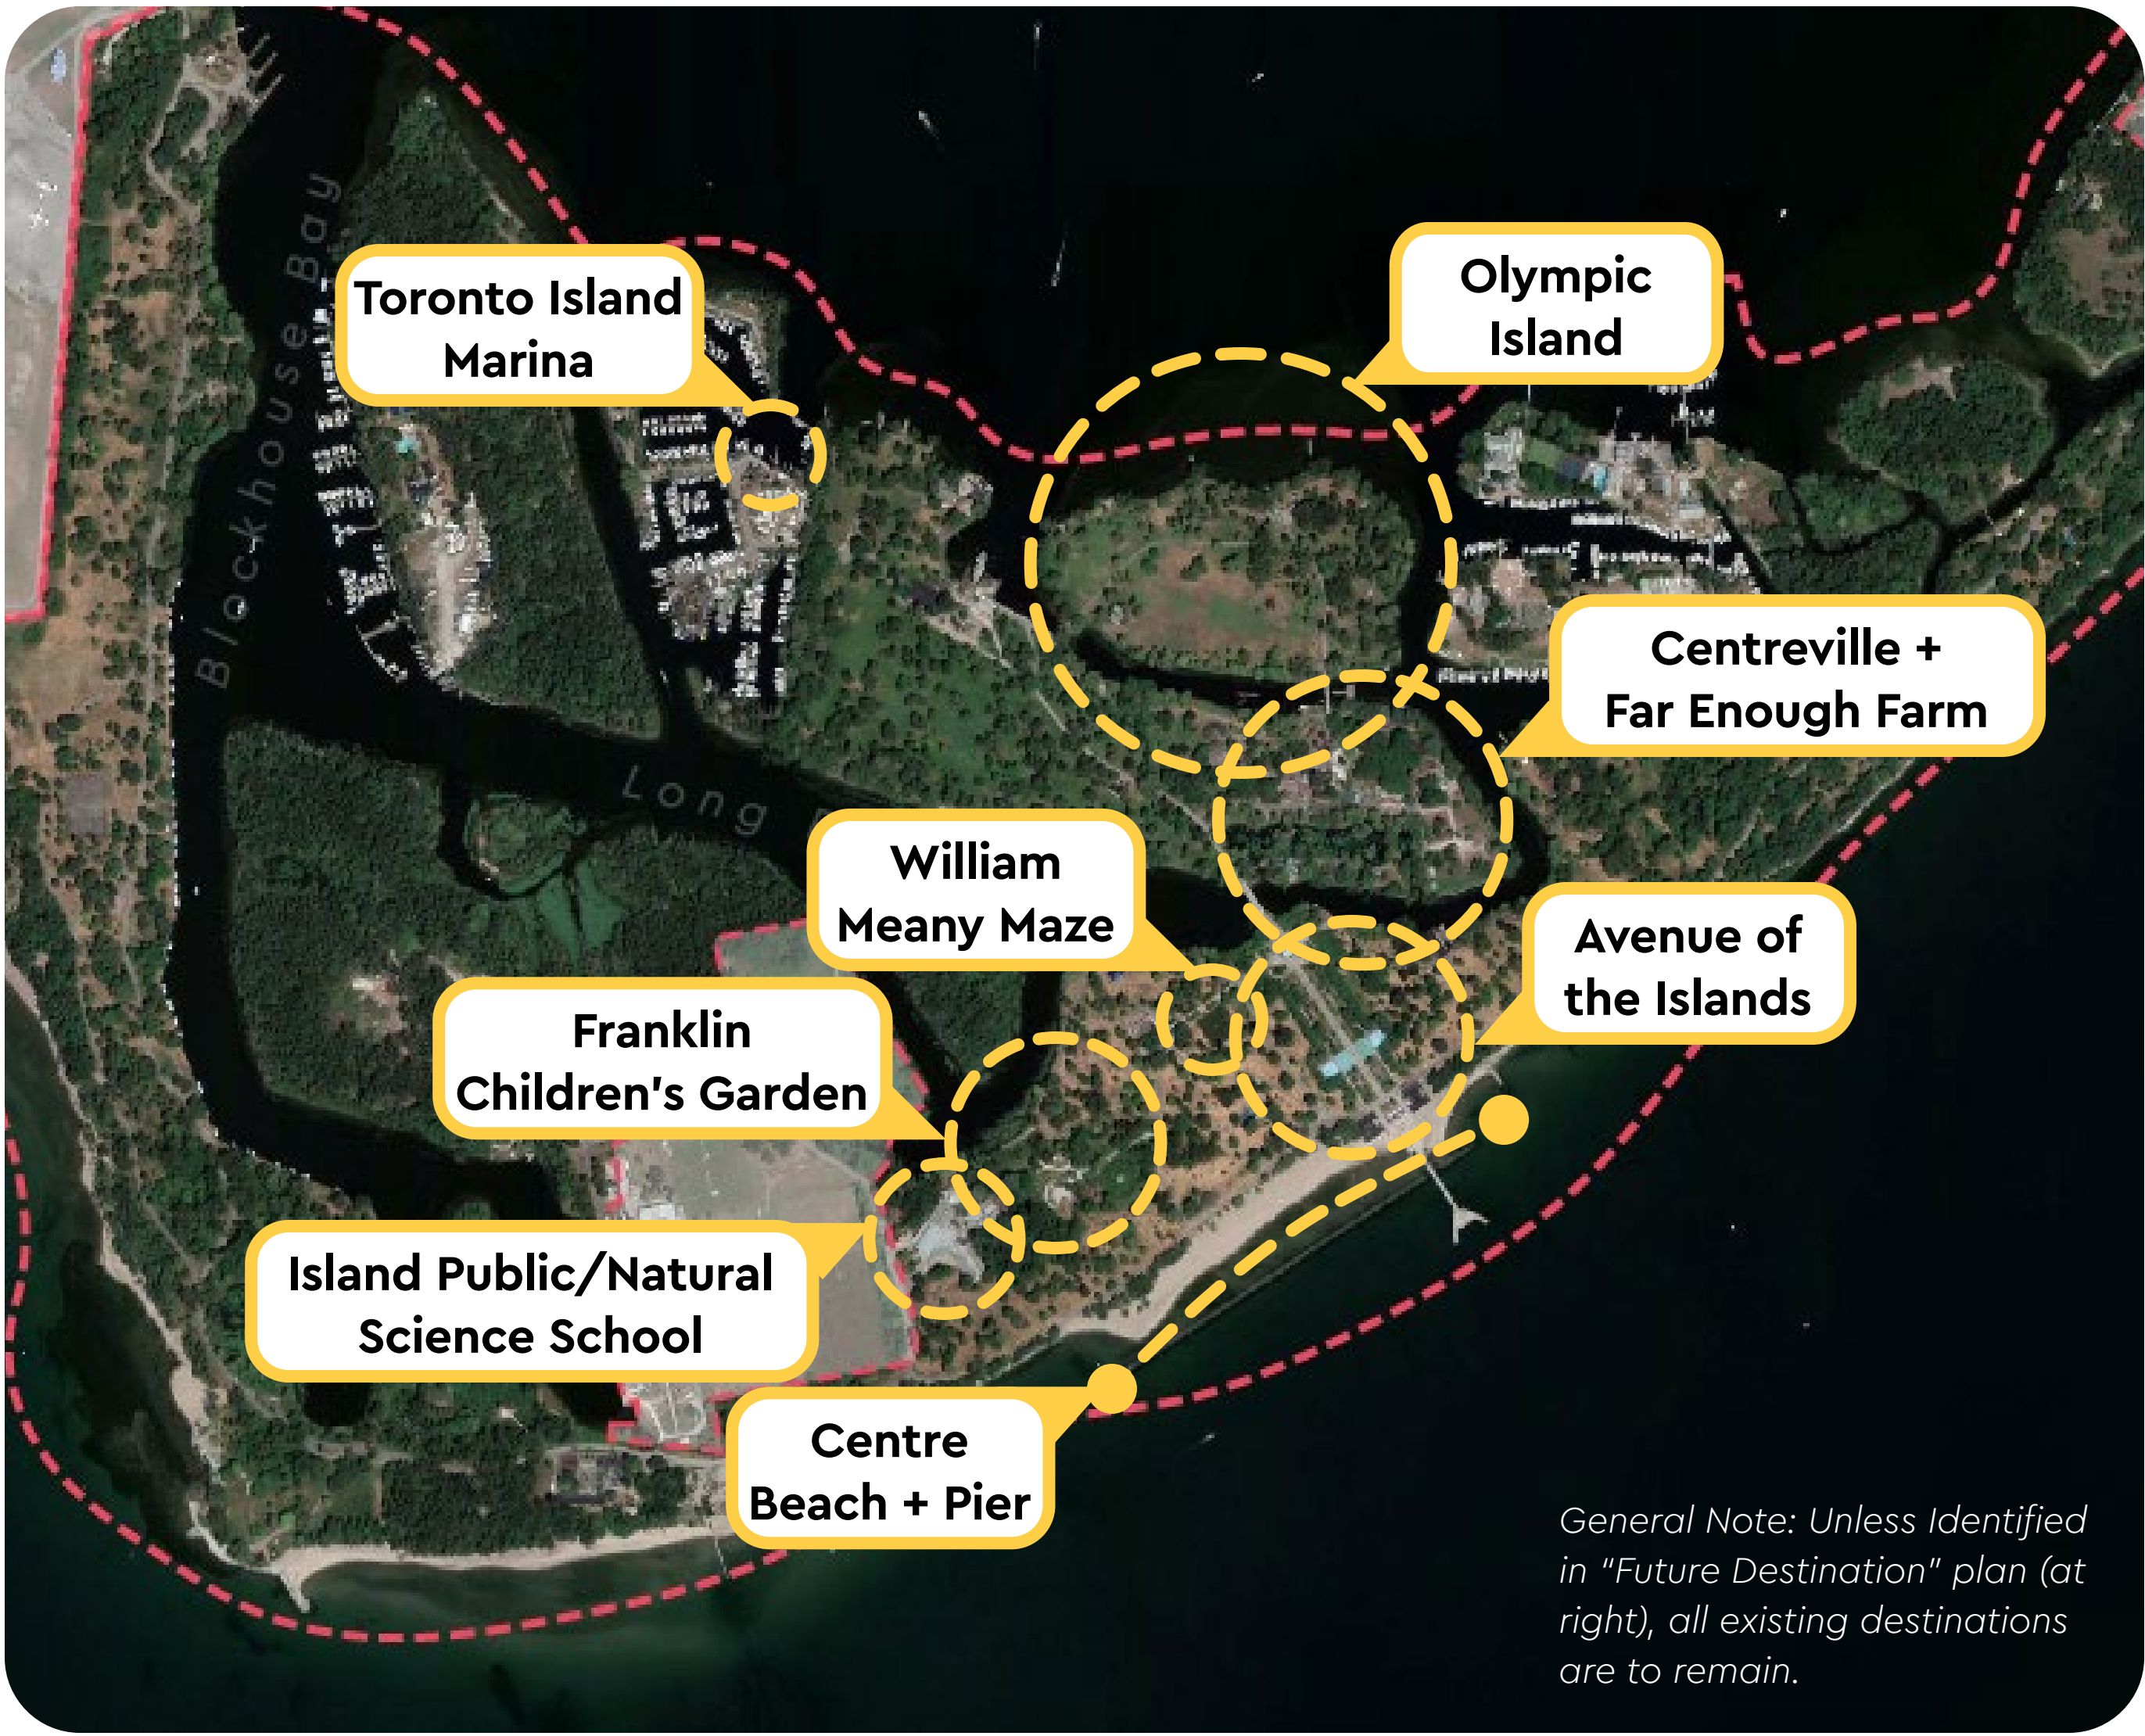 Blockhouse Bay
Toronto Island
Marina
Olympic
Island
Centreville +
Far Enough Farm
Long
William
Meany Maze
Avenue of
the Islands
Franklin
Children's Garden
Island Public/Natural
Science School
Centre
Beach + Pier
General Note: Unless Identified
in “Future Destination” plan (at
right), all existing destinations
are to remain.